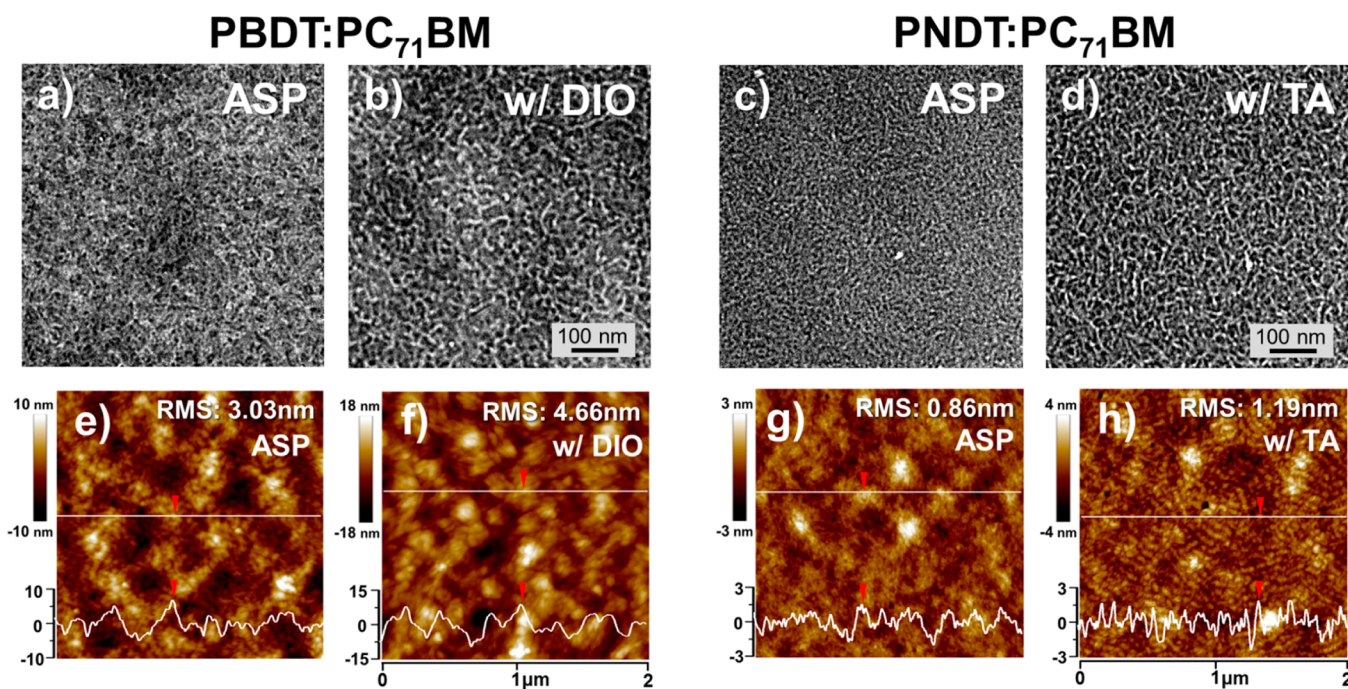 PBDT:PC₇₁BM
PNDT:PC₇₁BM
a)
ASP
b)
w/ DIO
100 nm
c)
ASP
d)
w/ TA
100 nm
10 nm
-10 nm
e)
RMS: 3.03nm
ASP
10
0
-10
18 nm
-18 nm
f)
RMS: 4.66nm
w/ DIO
15
0
-15
0
1μm
2
3 nm
-3 nm
g)
RMS: 0.86nm
ASP
3
0
-3
4 nm
-4 nm
h)
RMS: 1.19nm
w/ TA
3
0
-3
1μm
2